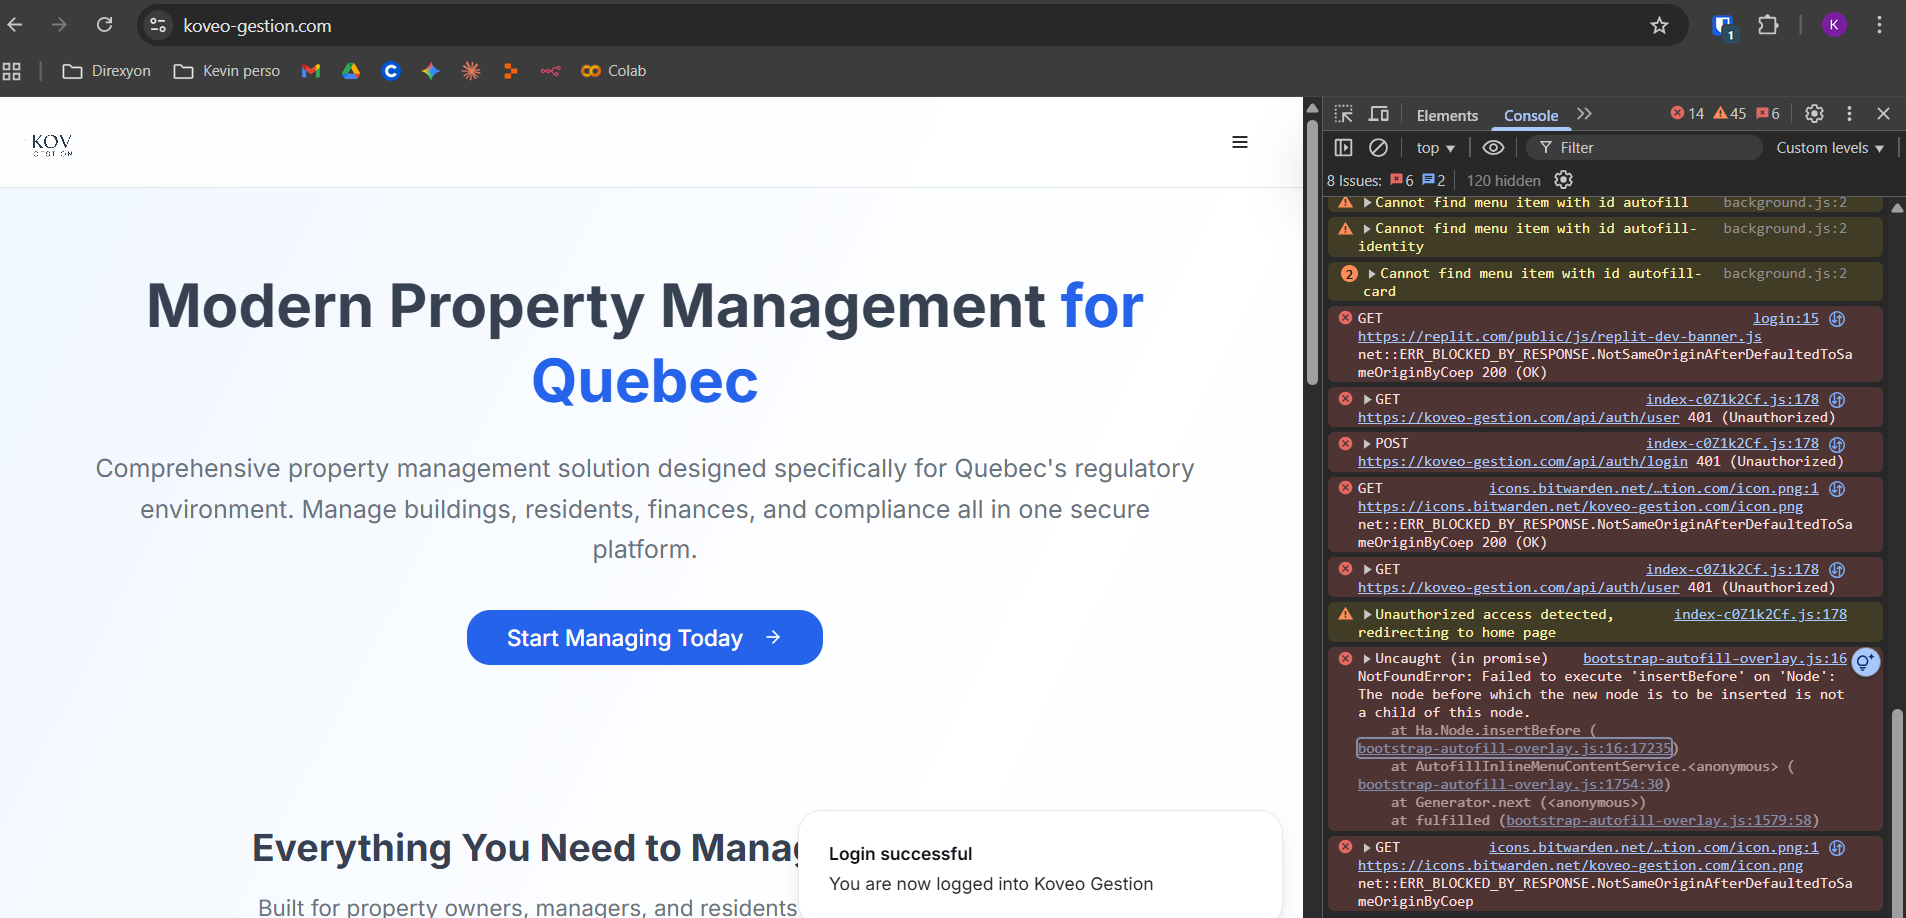 koveo-gestion.com
1
K
Direxyon
Kevin perso
Colab
KOV
GESTION
Modern Property Management for
Quebec
Comprehensive property management solution designed specifically for Quebec's regulatory
environment. Manage buildings, residents, finances, and compliance all in one secure
platform.
Start Managing Today
Everything You Need to Manag
Built for property owners, managers, and residents
Login successful
You are now logged into Koveo Gestion
Elements Console 14 45 6
top Filter Custom levels
8 Issues: 6 2 120 hidden
Cannot find menu item with id autofill background.js:2
Cannot find menu item with id autofill- background.js:2
identity
2 Cannot find menu item with id autofill- background.js:2
card
GET login:15
https://replit.com/public/js/replit-dev-banner.js
net::ERR_BLOCKED_BY_RESPONSE.NotSameOriginAfterDefaultedToSa
meOriginByCoep 200 (OK)
GET index-c0Z1k2Cf.js:178
https://koveo-gestion.com/api/auth/user 401 (Unauthorized)
POST index-c0Z1k2Cf.js:178
https://koveo-gestion.com/api/auth/login 401 (Unauthorized)
GET icons.bitwarden.net/…tion.com/icon.png:1
https://icons.bitwarden.net/koveo-gestion.com/icon.png
net::ERR_BLOCKED_BY_RESPONSE.NotSameOriginAfterDefaultedToSa
meOriginByCoep 200 (OK)
GET index-c0Z1k2Cf.js:178
https://koveo-gestion.com/api/auth/user 401 (Unauthorized)
Unauthorized access detected, index-c0Z1k2Cf.js:178
redirecting to home page
Uncaught (in promise) bootstrap-autofill-overlay.js:16
NotFoundError: Failed to execute 'insertBefore' on 'Node':
The node before which the new node is to be inserted is not
a child of this node.
at Ha.Node.insertBefore (
bootstrap-autofill-overlay.js:16:17235)
at AutofillInlineMenuContentService.<anonymous> (
bootstrap-autofill-overlay.js:1754:30)
at Generator.next (<anonymous>)
at fulfilled (bootstrap-autofill-overlay.js:1579:58)
GET icons.bitwarden.net/…tion.com/icon.png:1
https://icons.bitwarden.net/koveo-gestion.com/icon.png
net::ERR_BLOCKED_BY_RESPONSE.NotSameOriginAfterDefaultedToSa
meOriginByCoep